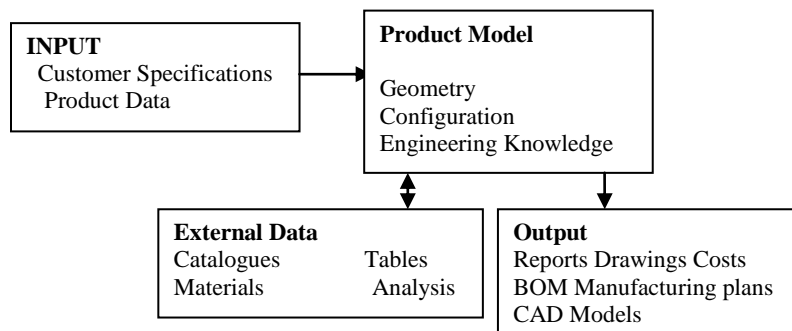 INPUT
Customer Specifications
Product Data
Product Model
Geometry
Configuration
Engineering Knowledge
External Data
Catalogues Tables
Materials Analysis
Output
Reports Drawings Costs
BOM Manufacturing plans
CAD Models